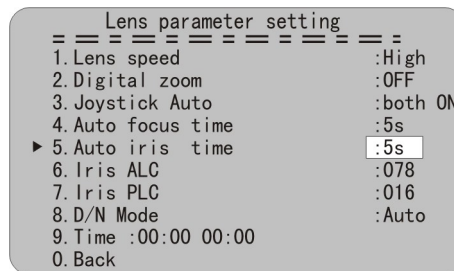 Lens parameter setting
1. Lens speed :High
2. Digital zoom :OFF
3. Joystick Auto :both ON
4. Auto focus time :5s
▶ 5. Auto iris time :5s
6. Iris ALC :078
7. Iris PLC :016
8. D/N Mode :Auto
9. Time :00:00 00:00
0. Back